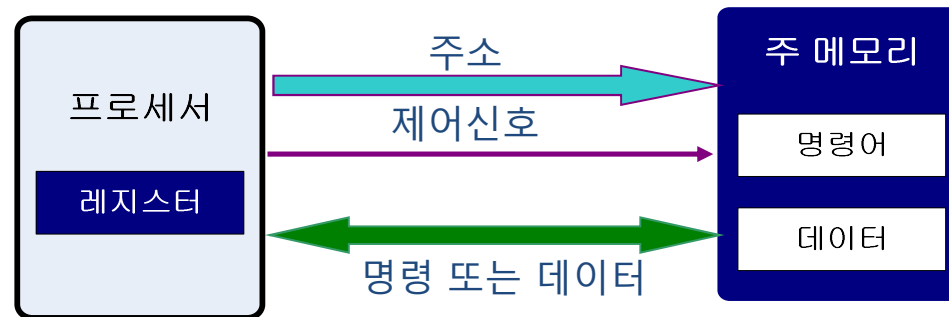 프로세서
레지스터
주소
제어신호
명령 또는 데이터
주 메모리
명령어
데이터